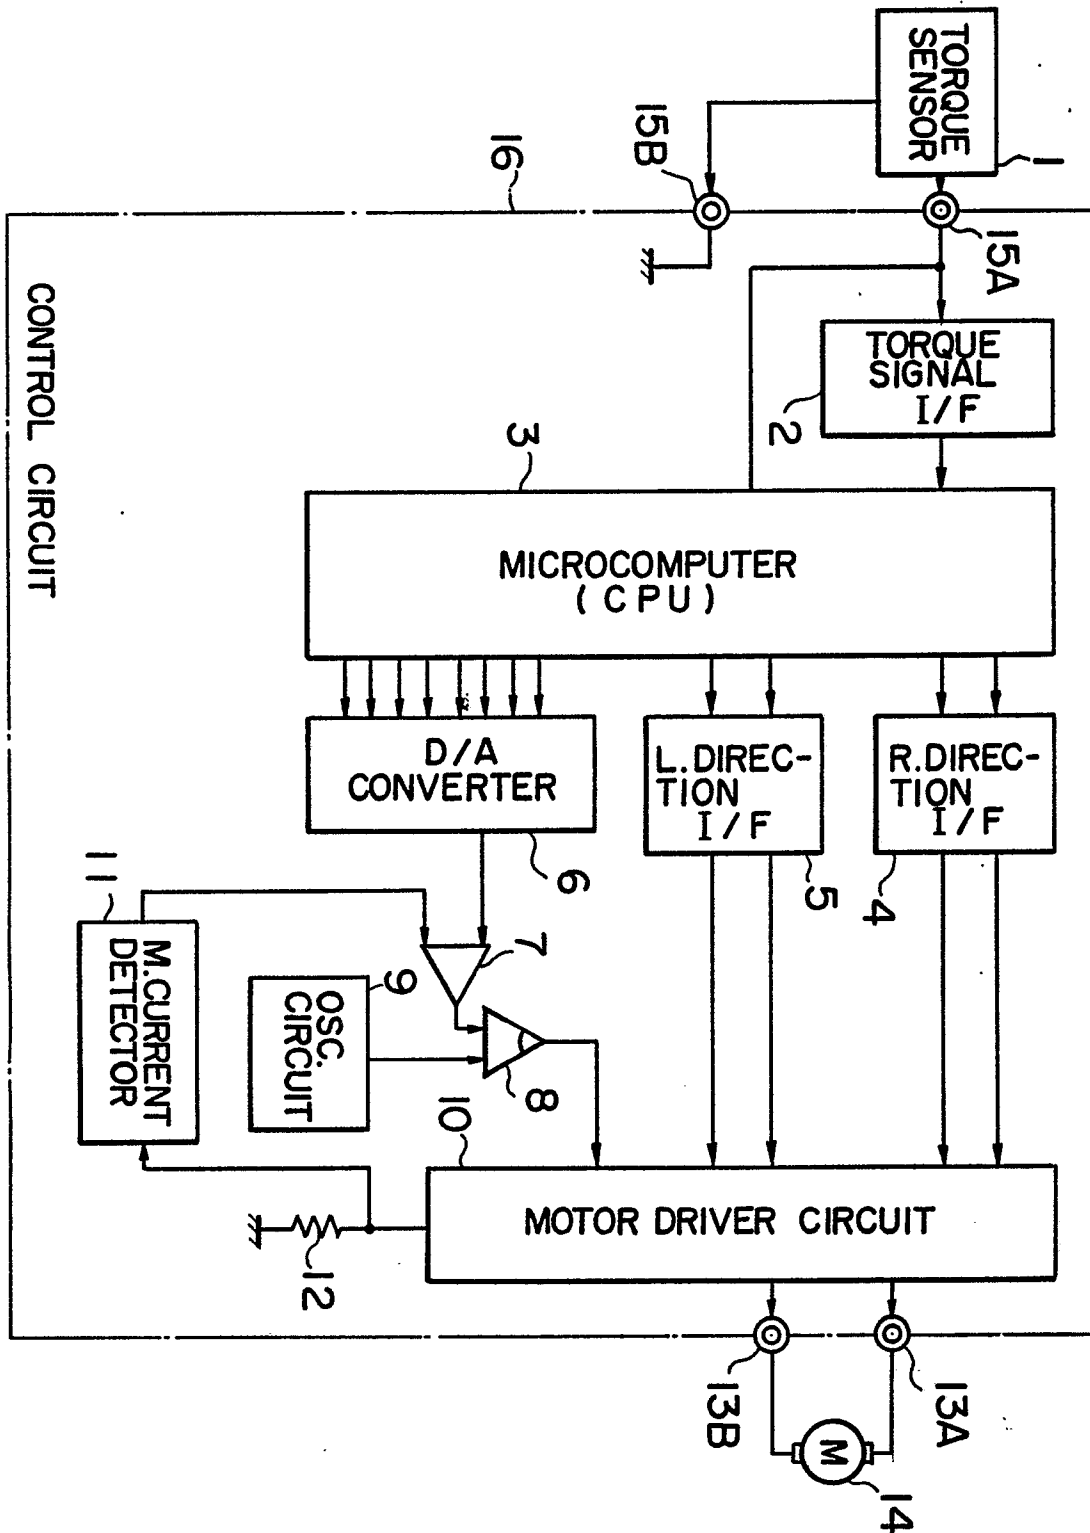 TORQUE
SENSOR
1
15A
15B
16
TORQUE
SIGNAL
I/F
2
3
MICROCOMPUTER
(CPU)
R.DIREC-
TION
I/F
4
L.DIREC-
TION
I/F
5
D/A
CONVERTER
6
7
8
OSC.
CIRCUIT
9
M.CURRENT
DETECTOR
11
10
MOTOR DRIVER CIRCUIT
12
13A
13B
M
14
CONTROL CIRCUIT